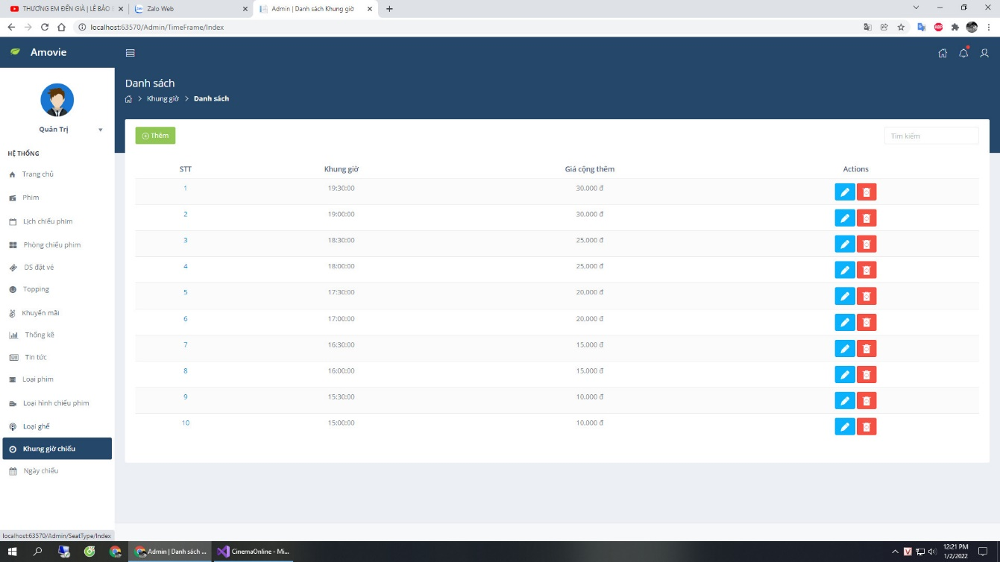 THƯƠNG EM ĐẾN GIÀ | LÊ BẢO
Zalo Web
Admin | Danh sách Khung giờ
localhost:63570/Admin/TimeFrame/Index
Amovie
Quản Trị
HỆ THỐNG
Trang chủ
Phim
Lịch chiếu phim
Phòng chiếu phim
DS đặt vé
Topping
Khuyến mãi
Thống kê
Tin tức
Loại phim
Loại hình chiếu phim
Loại ghế
Khung giờ chiếu
Ngày chiếu
Danh sách
Khung giờ > Danh sách
Thêm
Tìm kiếm
STT Khung giờ Giá cộng thêm Actions
1 19:30:00 30,000 đ
2 19:00:00 30,000 đ
3 18:30:00 25,000 đ
4 18:00:00 25,000 đ
5 17:30:00 20,000 đ
6 17:00:00 20,000 đ
7 16:30:00 15,000 đ
8 16:00:00 15,000 đ
9 15:30:00 10,000 đ
10 15:00:00 10,000 đ
localhost:63570/Admin/SeatType/Index
Admin | Danh sách ...
CinemaOnline - Mi...
12:21 PM
1/2/2022